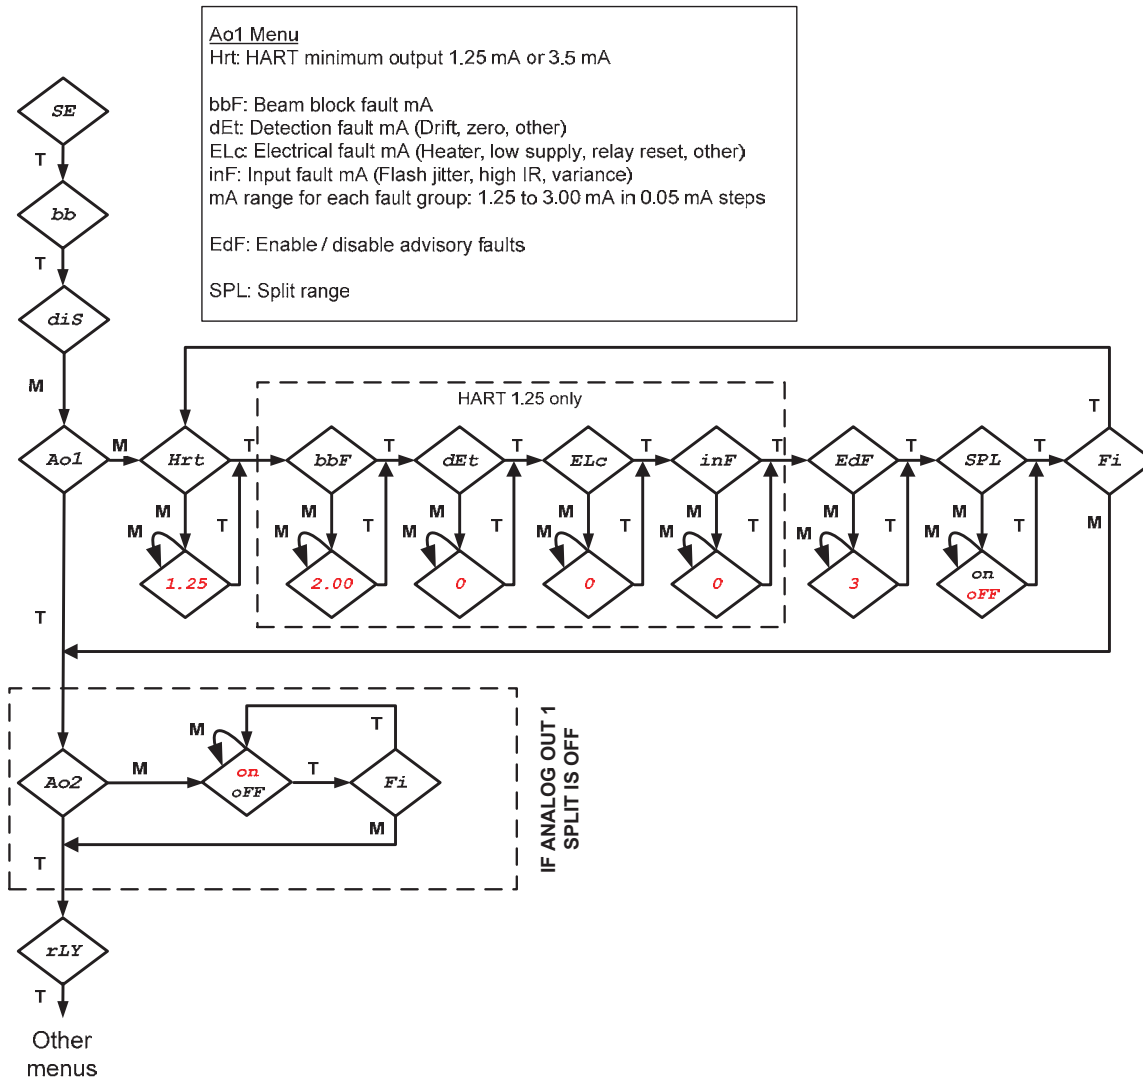 Ao1 Menu
Hrt: HART minimum output 1.25 mA or 3.5 mA
bbF: Beam block fault mA
dEt: Detection fault mA (Drift, zero, other)
ELc: Electrical fault mA (Heater, low supply, relay reset, other)
inF: Input fault mA (Flash jitter, high IR, variance)
mA range for each fault group: 1.25 to 3.00 mA in 0.05 mA steps
EdF: Enable / disable advisory faults
SPL: Split range
SE
T
bb
T
diS
M
HART 1.25 only
T
Ao1
M
Hrt
T
bbF
T
dEt
T
ELc
T
inF
T
EdF
T
SPL
T
Fi
M
M
M
M
M
M
M
M
M
T
M
T
M
T
M
T
M
T
M
T
M
T
1.25
2.00
0
0
0
3
on
oFF
T
IF ANALOG OUT 1
SPLIT IS OFF
M
T
Ao2
M
on
oFF
T
Fi
M
T
rLY
T
Other
menus